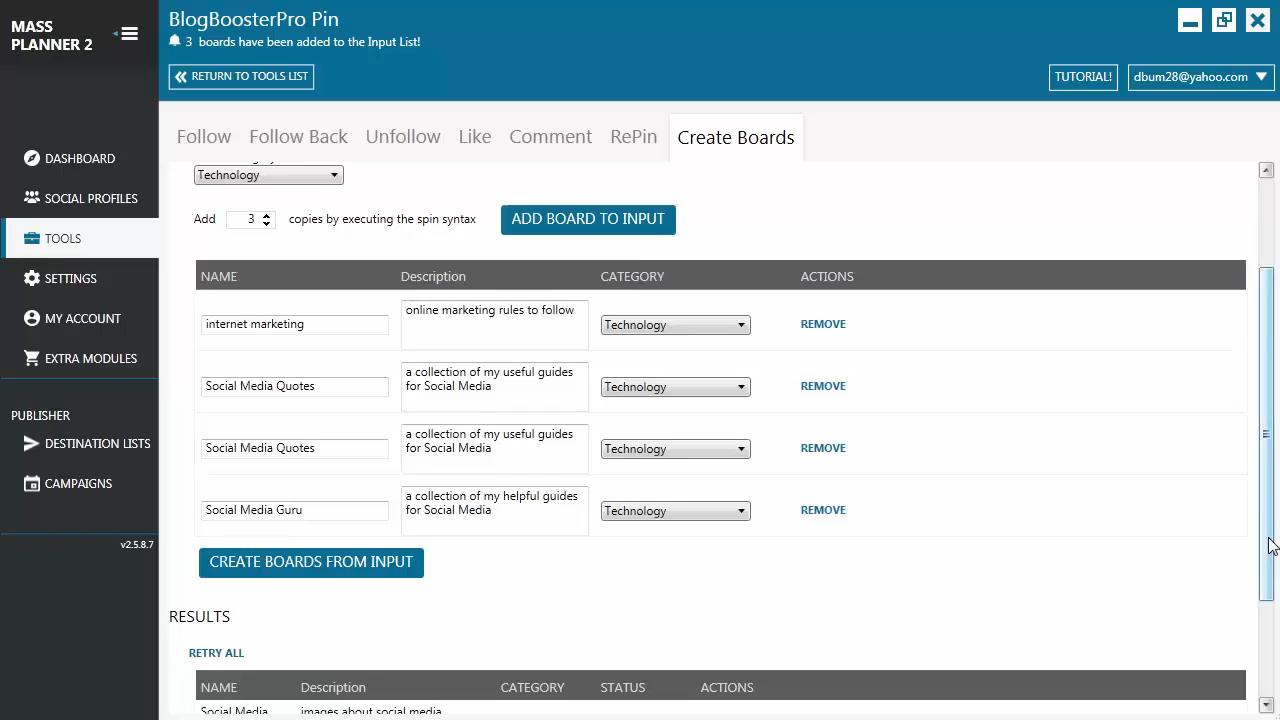 MASS
PLANNER 2
BlogBoosterPro Pin
3 boards have been added to the Input List!
RETURN TO TOOLS LIST
TUTORIAL!
dbum28@yahoo.com
DASHBOARD
SOCIAL PROFILES
TOOLS
SETTINGS
MY ACCOUNT
EXTRA MODULES
PUBLISHER
DESTINATION LISTS
CAMPAIGNS
v2.5.8.7
Follow Follow Back Unfollow Like Comment RePin Create Boards
Technology
Add 3 copies by executing the spin syntax ADD BOARD TO INPUT
NAME Description CATEGORY ACTIONS
internet marketing online marketing rules to follow Technology REMOVE
Social Media Quotes a collection of my useful guides Technology REMOVE
for Social Media
Social Media Quotes a collection of my useful guides Technology REMOVE
for Social Media
Social Media Guru a collection of my helpful guides Technology REMOVE
for Social Media
CREATE BOARDS FROM INPUT
RESULTS
RETRY ALL
NAME Description CATEGORY STATUS ACTIONS
Social Media images about social media